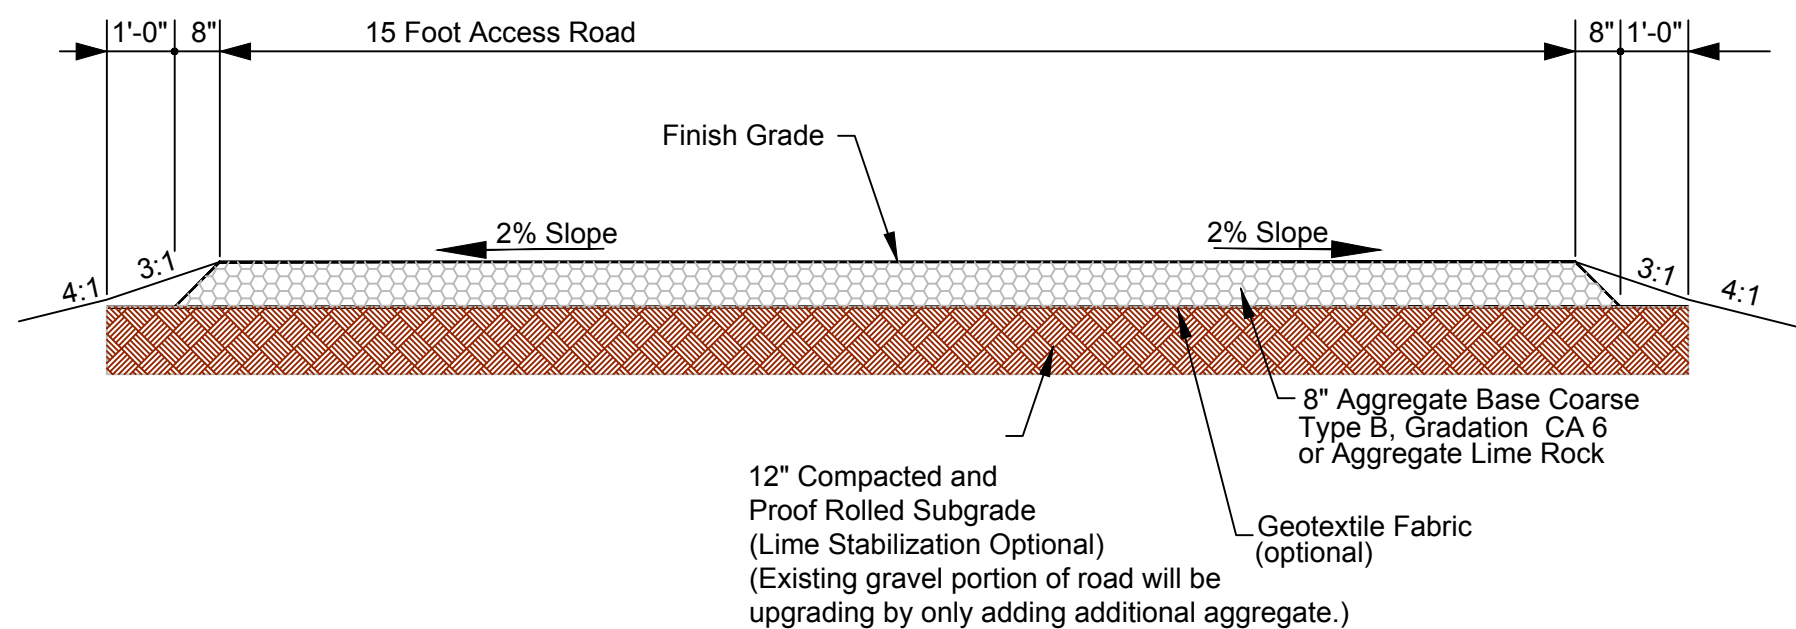 1'-0" 8" 15 Foot Access Road 8" 1'-0"
Finish Grade
2% Slope 2% Slope
4:1 3:1 3:1 4:1
8" Aggregate Base Coarse
Type B, Gradation CA 6
or Aggregate Lime Rock
12" Compacted and
Proof Rolled Subgrade
(Lime Stabilization Optional)
(Existing gravel portion of road will be
upgrading by only adding additional aggregate.)
Geotextile Fabric
(optional)